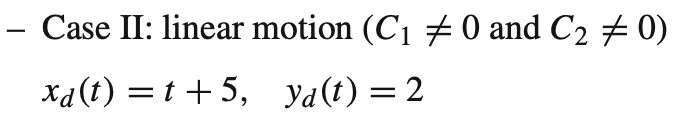 – Case II: linear motion (C₁ ≠ 0 and C₂ ≠ 0)
x_d(t) = t + 5, y_d(t) = 2